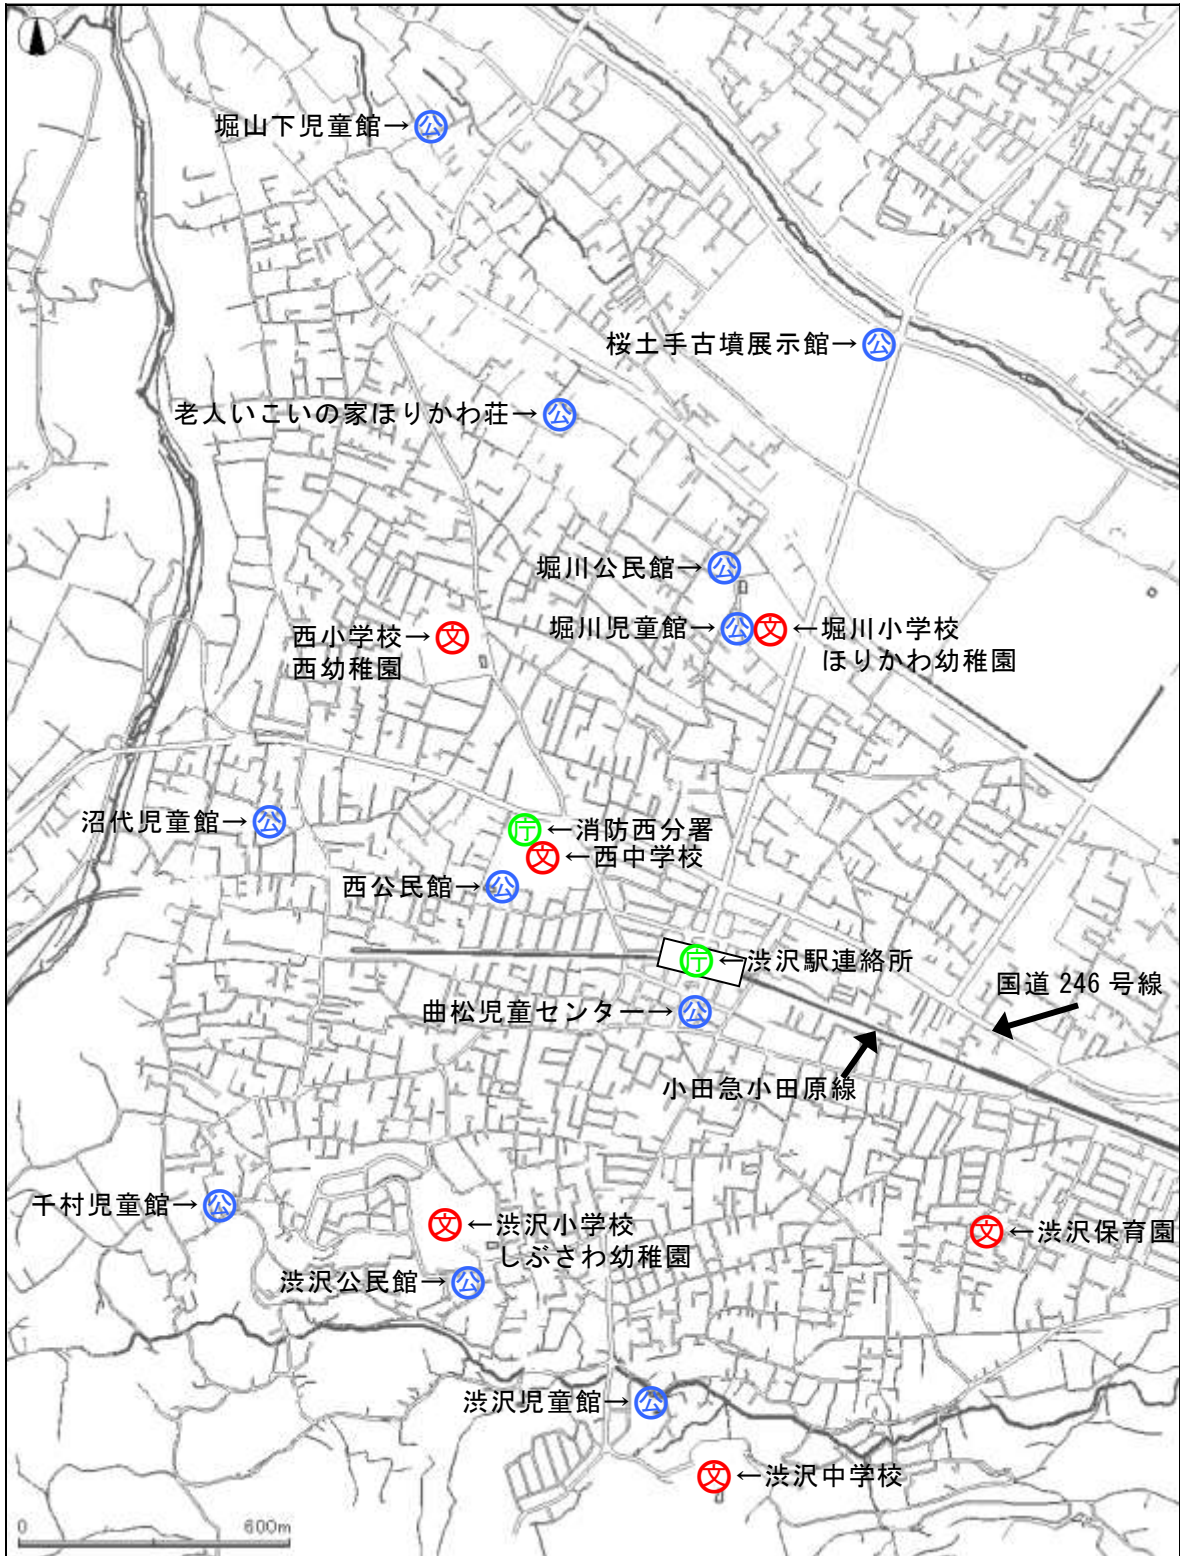 堀山下児童館→公
桜土手古墳展示館→公
老人いこいの家ほりかわ荘→公
堀川公民館→公
堀川児童館→公
文←堀川小学校
ほりかわ幼稚園
西小学校→文
西幼稚園
沼代児童館→公
庁←消防西分署
文←西中学校
西公民館→公
庁←渋沢駅連絡所
国道246号線
曲松児童センター→公
小田急小田原線
千村児童館→公
文←渋沢小学校
しぶさわ幼稚園
文←渋沢保育園
渋沢公民館→公
渋沢児童館→公
文←渋沢中学校
0 600m